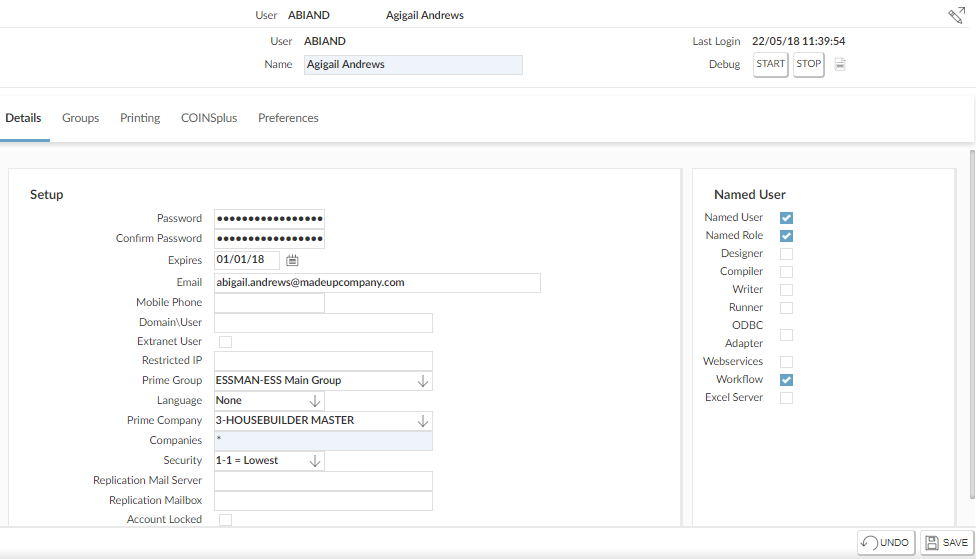 User ABIAND Agigail Andrews
User ABIAND Last Login 22/05/18 11:39:54
Name Agigail Andrews Debug START STOP
Details Groups Printing COINSplus Preferences
Setup
Password •••••••••••••••••
Confirm Password •••••••••••••••••
Expires 01/01/18
Email abigail.andrews@madeupcompany.com
Mobile Phone
Domain\User
Extranet User
Restricted IP
Prime Group ESSMAN-ESS Main Group
Language None
Prime Company 3-HOUSEBUILDER MASTER
Companies *
Security 1-1 = Lowest
Replication Mail Server
Replication Mailbox
Account Locked
Named User
Named User
Named Role
Designer
Compiler
Writer
Runner
ODBC
Adapter
Webservices
Workflow
Excel Server
UNDO SAVE